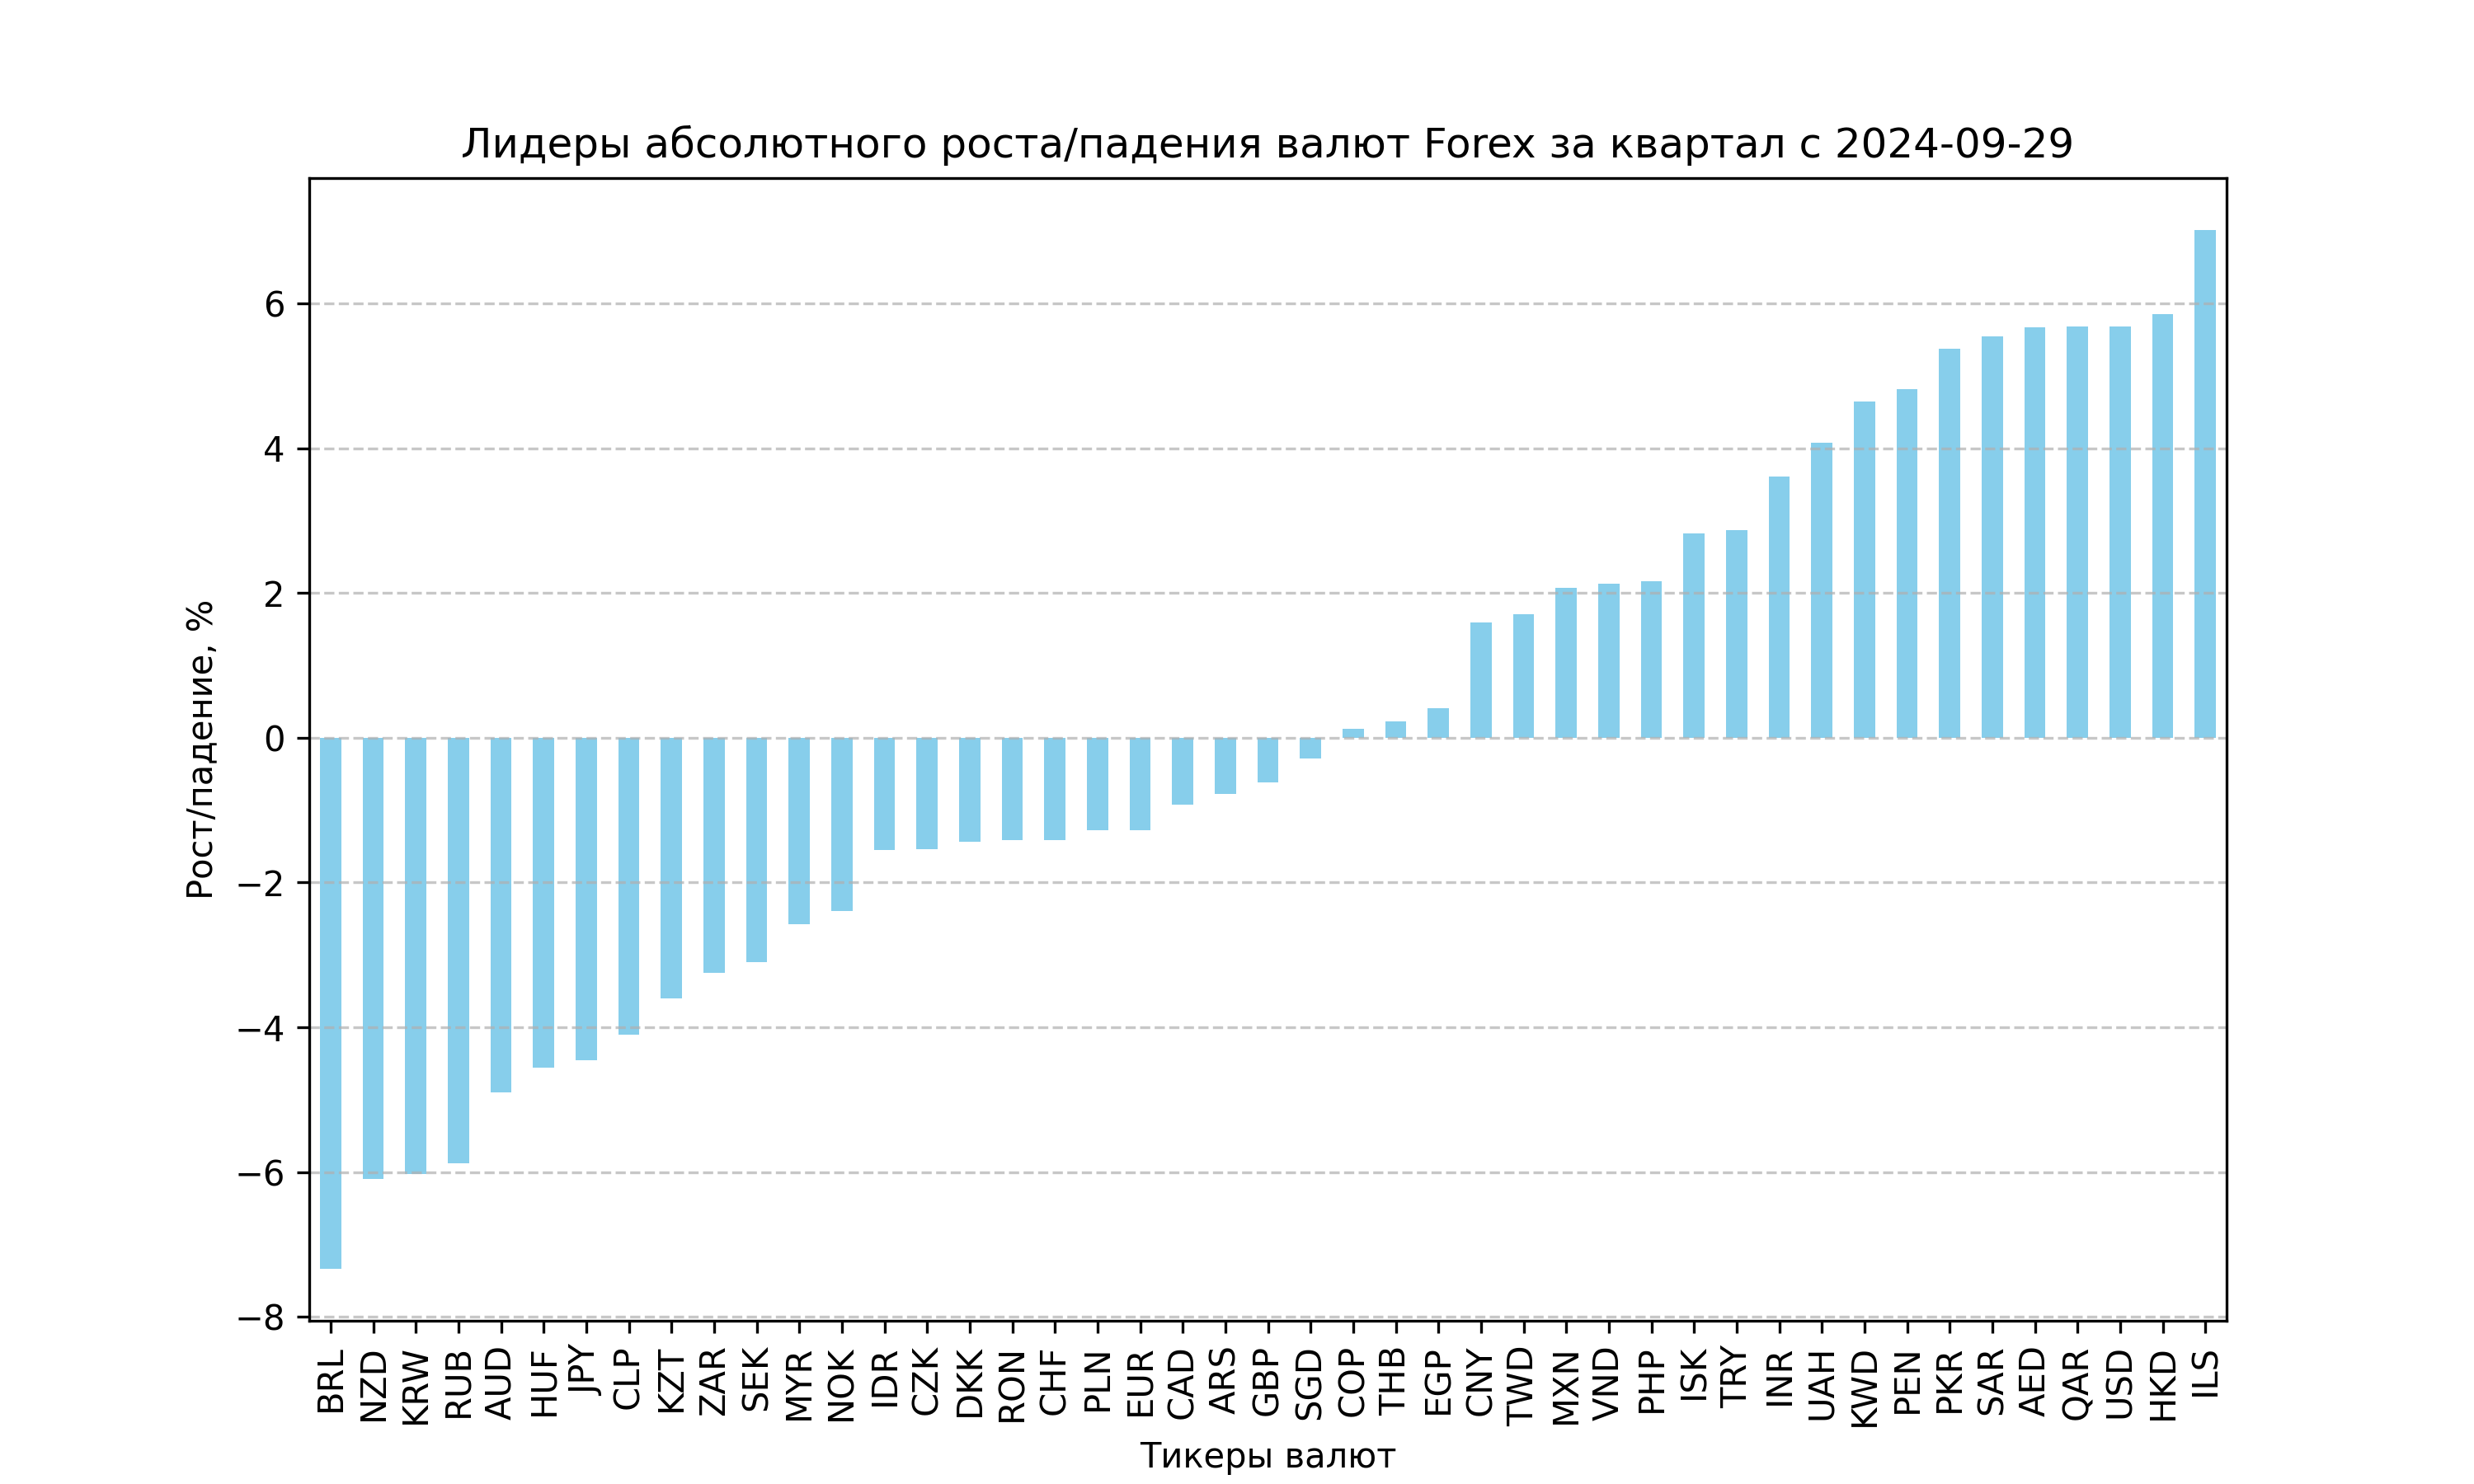 Лидеры абсолютного роста/падения валют Forex за квартал с 2024-09-29
Рост/падение, %
6
4
2
0
−2
−4
−6
−8
BRL NZD KRW RUB AUD HUF JPY CLP KZT ZAR SEK MYR NOK IDR CZK DKK RON CHF PLN EUR CAD ARS GBP SGD COP THB EGP CNY TWD MXN VND PHP ISK TRY INR UAH KWD PEN PKR SAR AED QAR USD HKD ILS
Тикеры валют